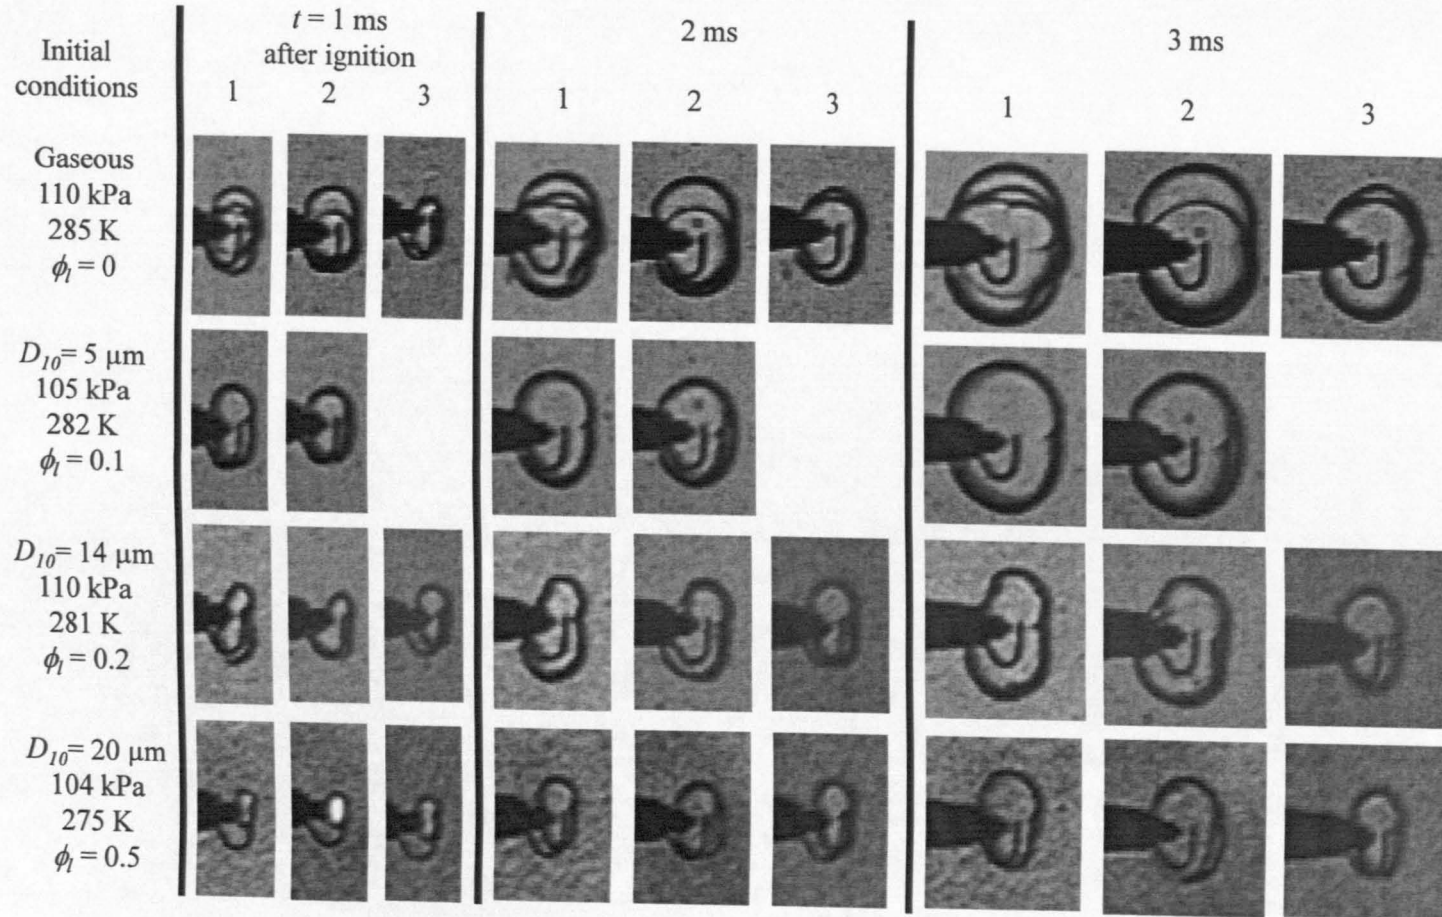 t = 1 ms
after ignition
2 ms
3 ms
Initial
conditions
1 2 3 1 2 3 1 2 3
Gaseous
110 kPa
285 K
ϕl = 0
D10= 5 μm
105 kPa
282 K
ϕl = 0.1
D10= 14 μm
110 kPa
281 K
ϕl = 0.2
D10= 20 μm
104 kPa
275 K
ϕl = 0.5